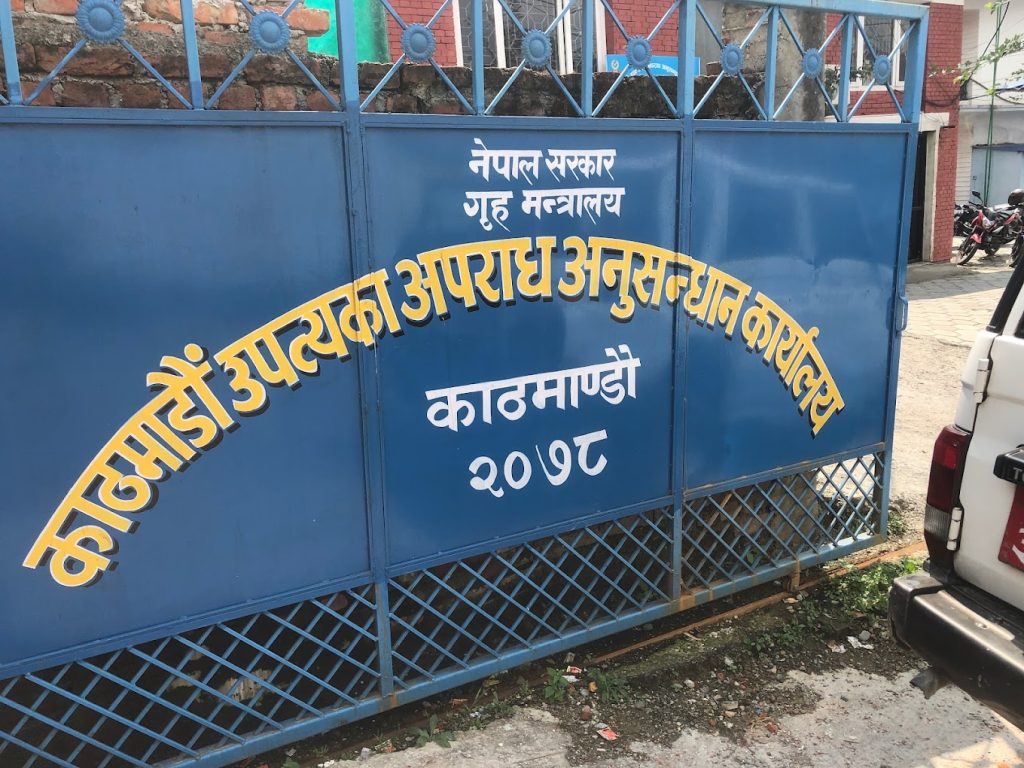 नेपाल सरकार
गृह मन्त्रालय
काठमाडौं उपत्यका अपराध अनुसन्धान कार्यालय
काठमाण्डौ
२०७८